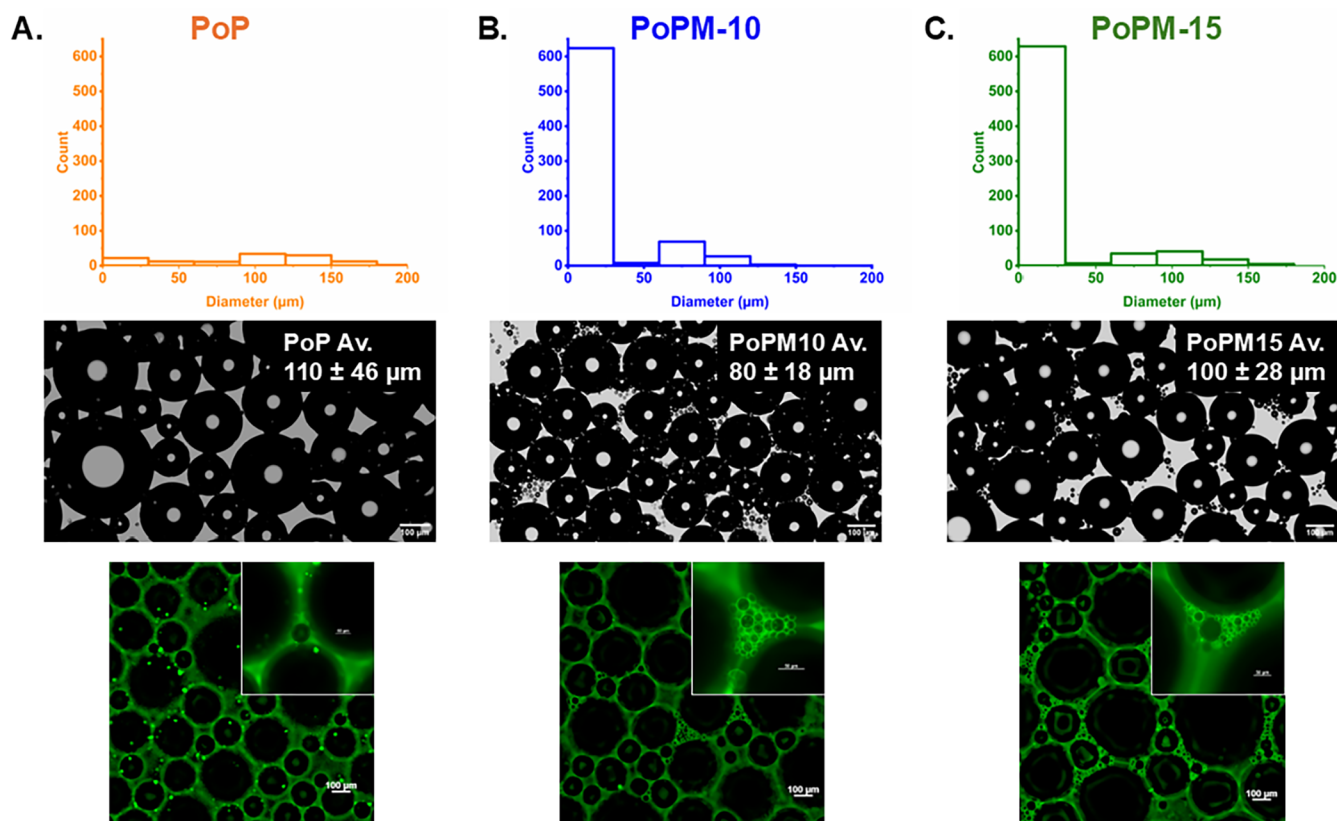 A. PoP
600
500
400
300
200
100
0
Count
0 50 100 150 200
Diameter (µm)
PoP Av.
110 ± 46 µm
100 µm
100 µm
B. PoPM-10
600
500
400
300
200
100
0
Count
0 50 100 150 200
Diameter (µm)
PoPM10 Av.
80 ± 18 µm
100 µm
100 µm
C. PoPM-15
600
500
400
300
200
100
0
Count
0 50 100 150 200
Diameter (µm)
PoPM15 Av.
100 ± 28 µm
100 µm
100 µm